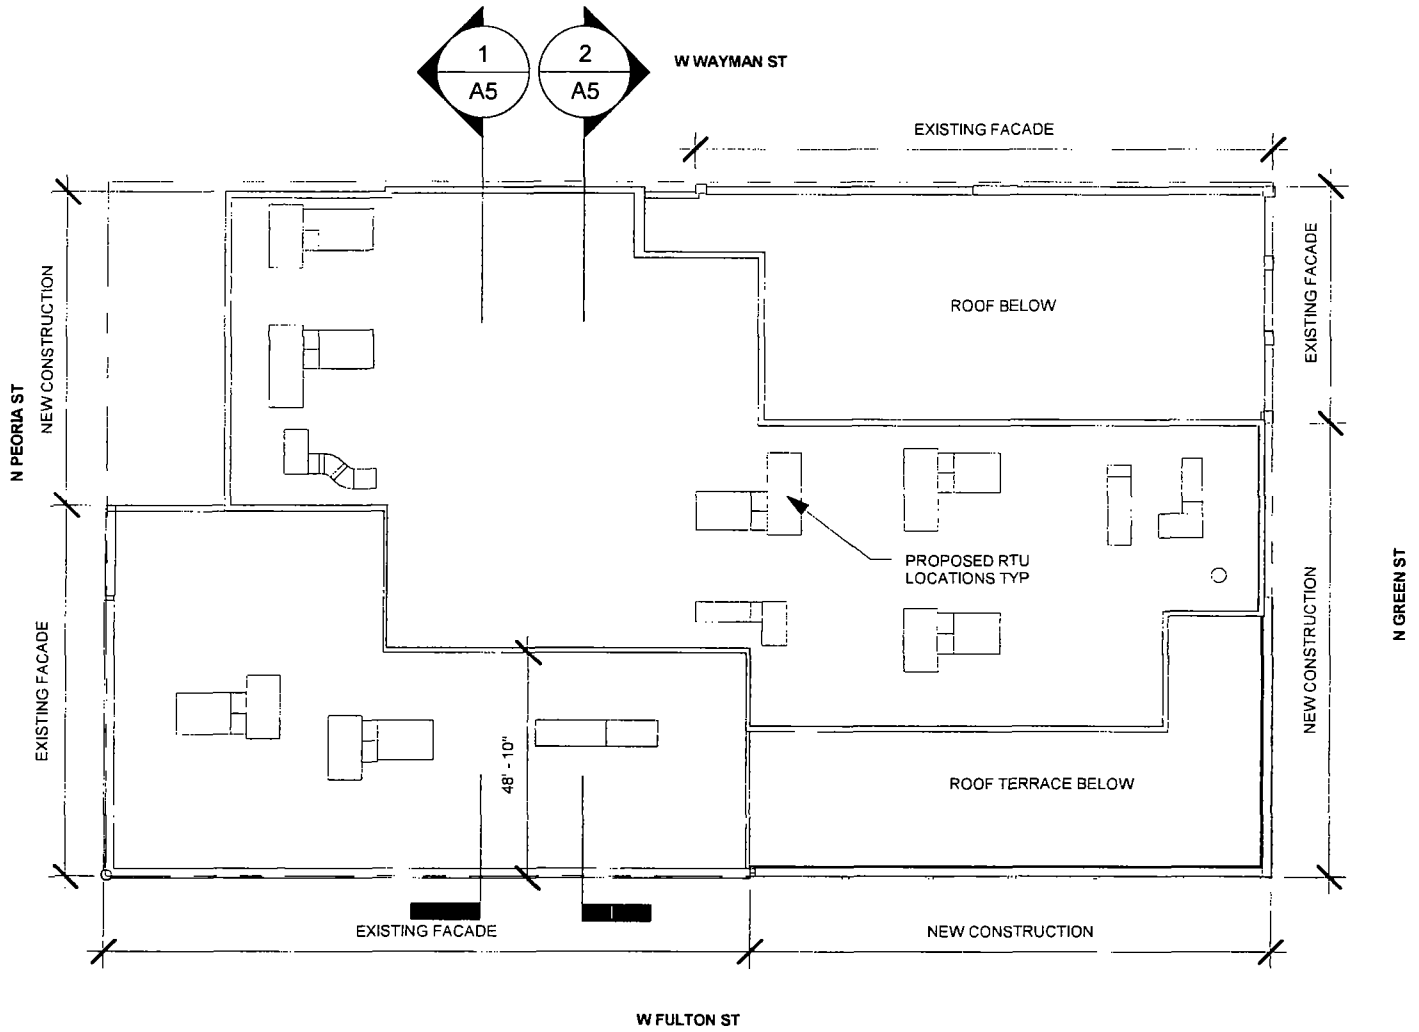 1
A5
2
A5
W WAYMAN ST
EXISTING FACADE
NEW CONSTRUCTION
N PEORIA ST
EXISTING FACADE
ROOF BELOW
EXISTING FACADE
PROPOSED RTU
LOCATIONS TYP
NEW CONSTRUCTION
N GREEN ST
48' - 10"
ROOF TERRACE BELOW
EXISTING FACADE
NEW CONSTRUCTION
W FULTON ST